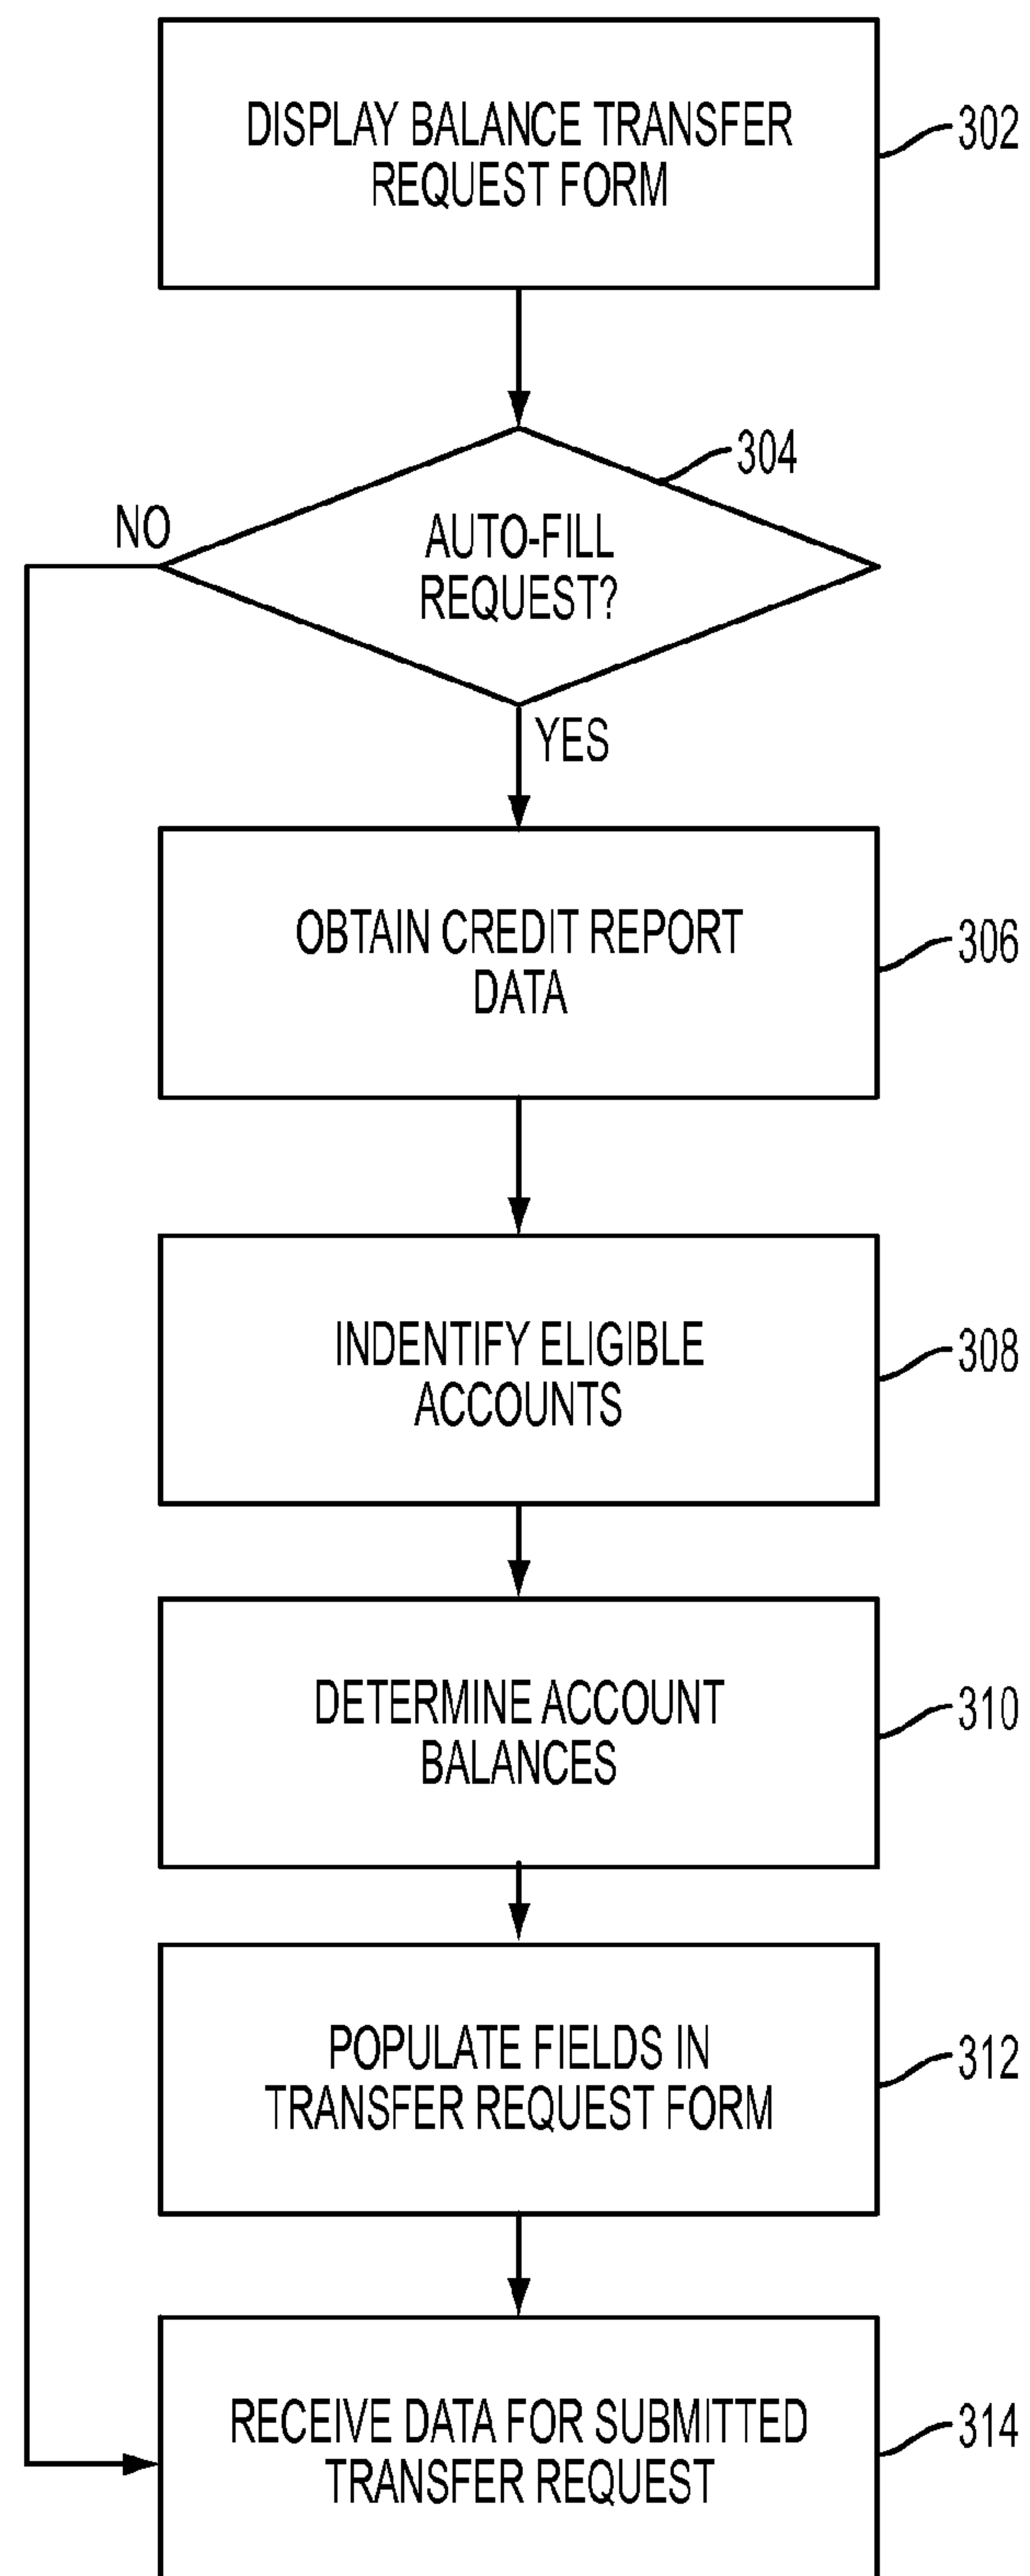 DISPLAY BALANCE TRANSFER
REQUEST FORM
302
304
NO
AUTO-FILL
REQUEST?
YES
OBTAIN CREDIT REPORT
DATA
306
INDENTIFY ELIGIBLE
ACCOUNTS
308
DETERMINE ACCOUNT
BALANCES
310
POPULATE FIELDS IN
TRANSFER REQUEST FORM
312
RECEIVE DATA FOR SUBMITTED
TRANSFER REQUEST
314